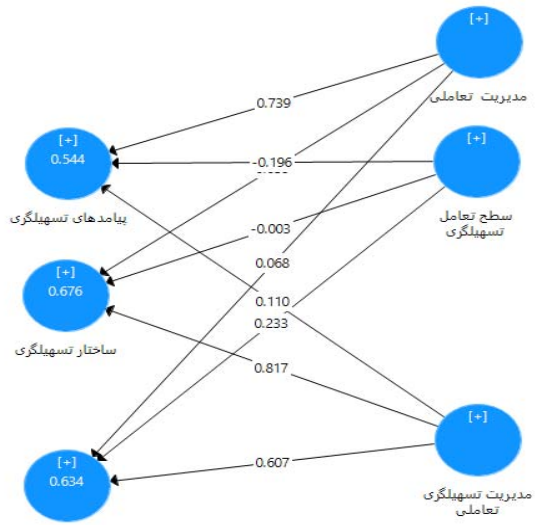 [+]
مدیریت تعاملی
0.739
[+]
0.544
پیامدهای تسهیلگری
-0.196
[+]
سطح تعامل
تسهیلگری
-0.003
[+]
0.676
ساختار تسهیلگری
0.068
0.110
0.233
0.817
[+]
مدیریت تسهیلگری
تعاملی
0.607
[+]
0.634